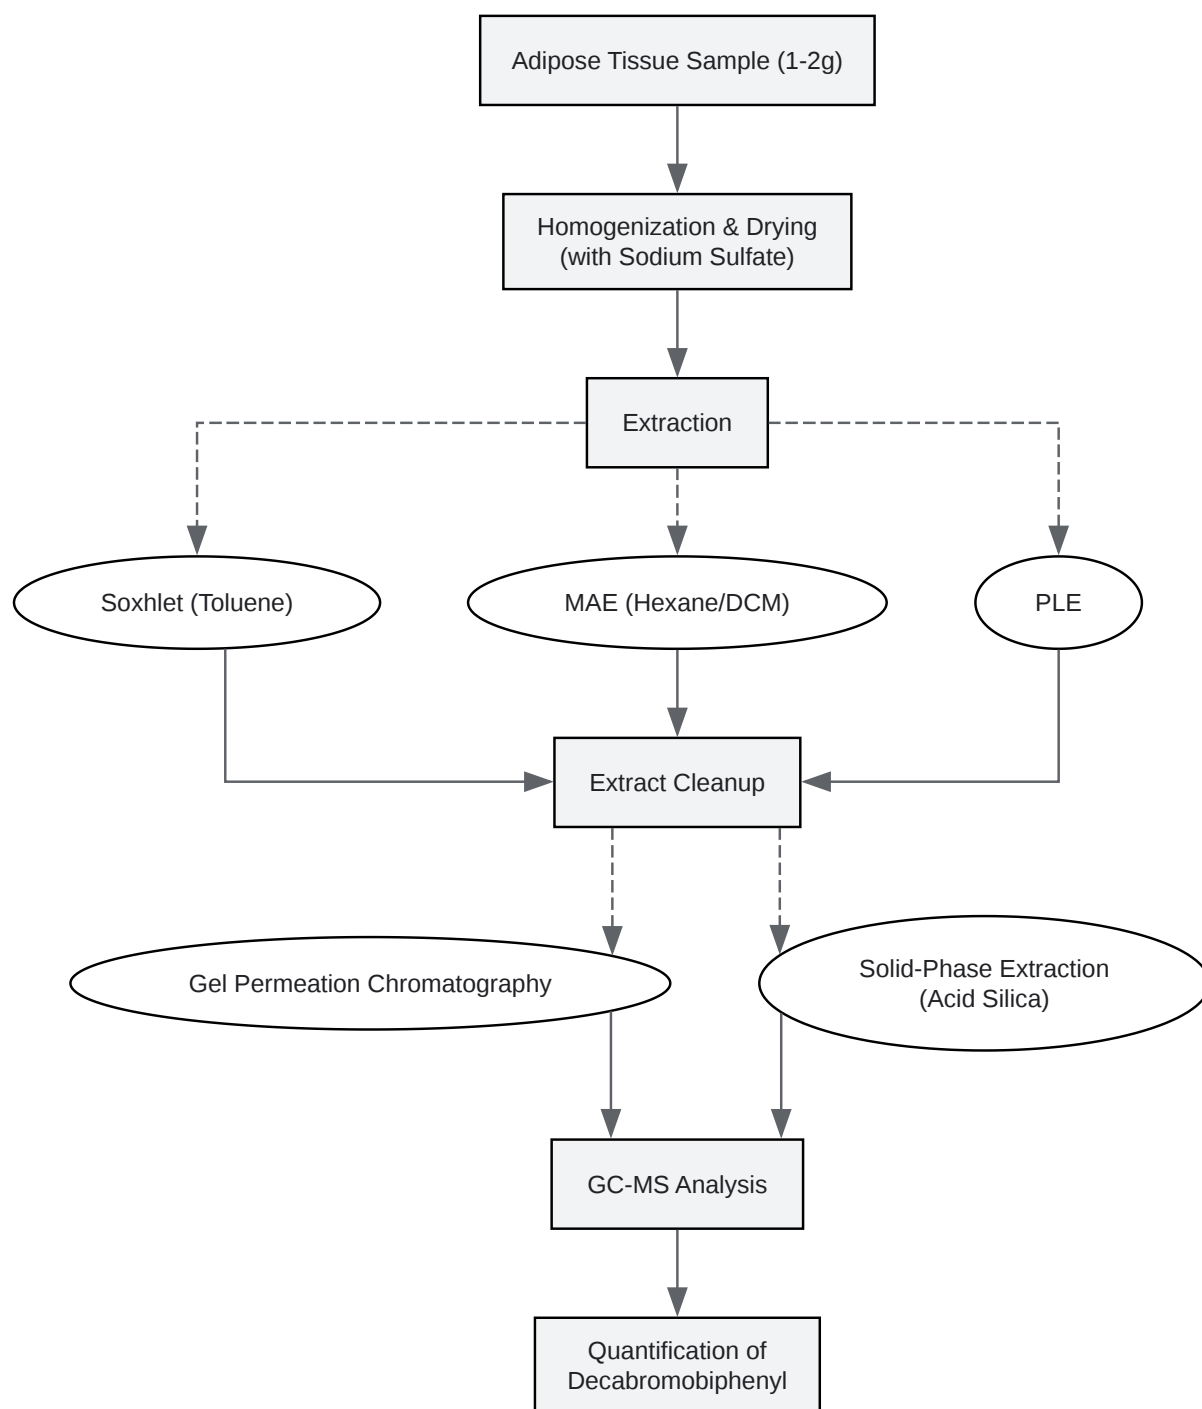 Adipose Tissue Sample (1-2g)
Homogenization & Drying
(with Sodium Sulfate)
Extraction
Soxhlet (Toluene)
MAE (Hexane/DCM)
PLE
Extract Cleanup
Gel Permeation Chromatography
Solid-Phase Extraction
(Acid Silica)
GC-MS Analysis
Quantification of
Decabromobiphenyl